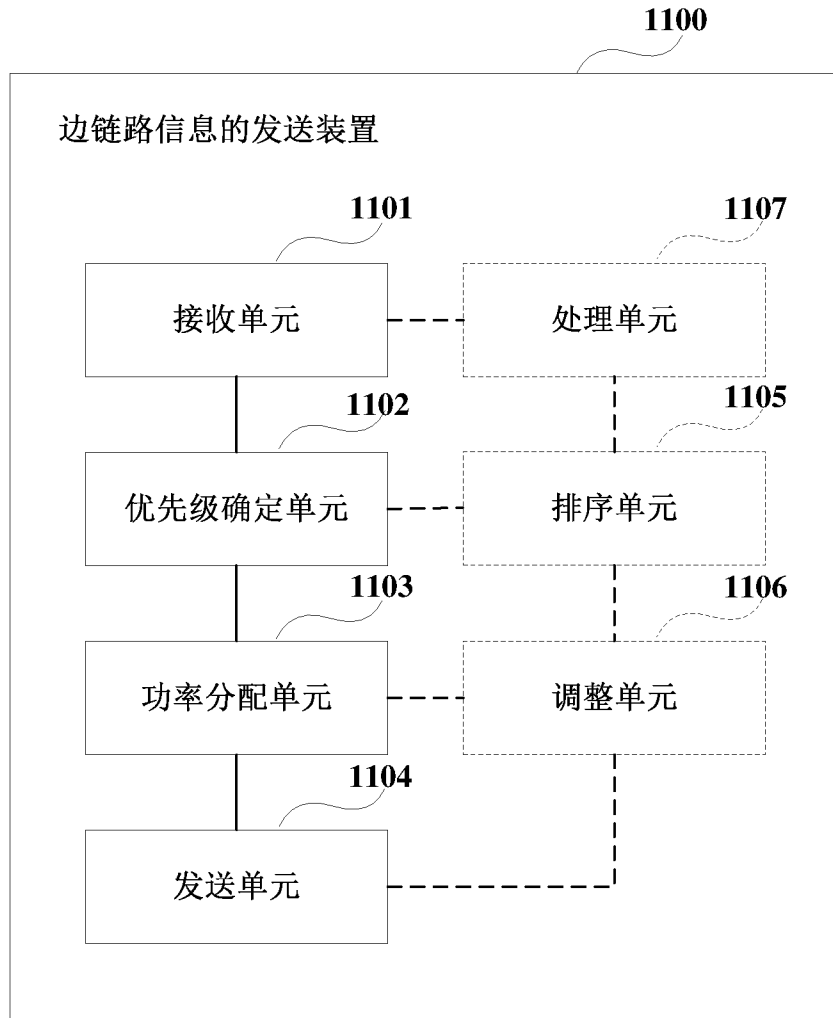 1100
边链路信息的发送装置
1101
1107
接收单元
处理单元
1102
1105
优先级确定单元
排序单元
1103
1106
功率分配单元
调整单元
1104
发送单元